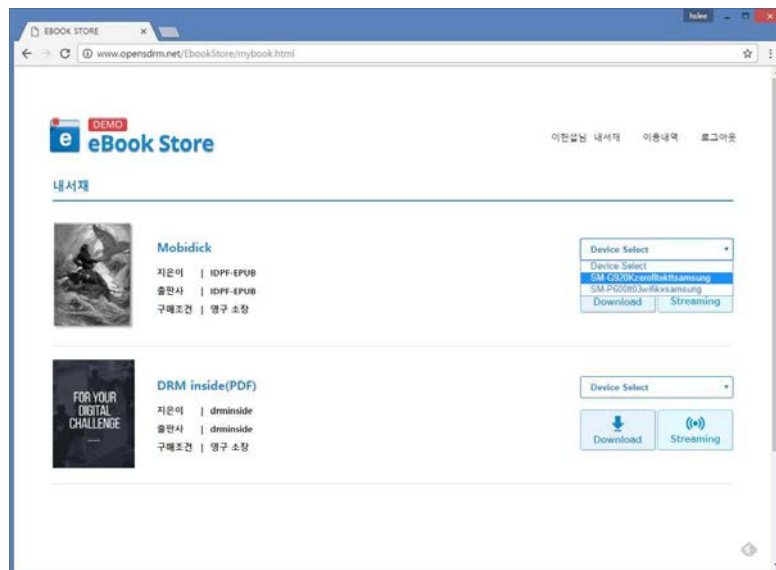 halee
EBOOK STORE
www.opensdrm.net/EbookStore/mybook.html
DEMO
e eBook Store
이헌설님 내서재 이용내역 로그아웃
내서재
Mobidick
지은이 | IDPF-EPUB
출판사 | IDPF-EPUB
구매조건 | 영구 소장
Device Select
Device Select
Download Streaming
FOR YOUR
DIGITAL
CHALLENGE
DRM inside(PDF)
지은이 | drminside
출판사 | drminside
구매조건 | 영구 소장
Device Select
Download Streaming